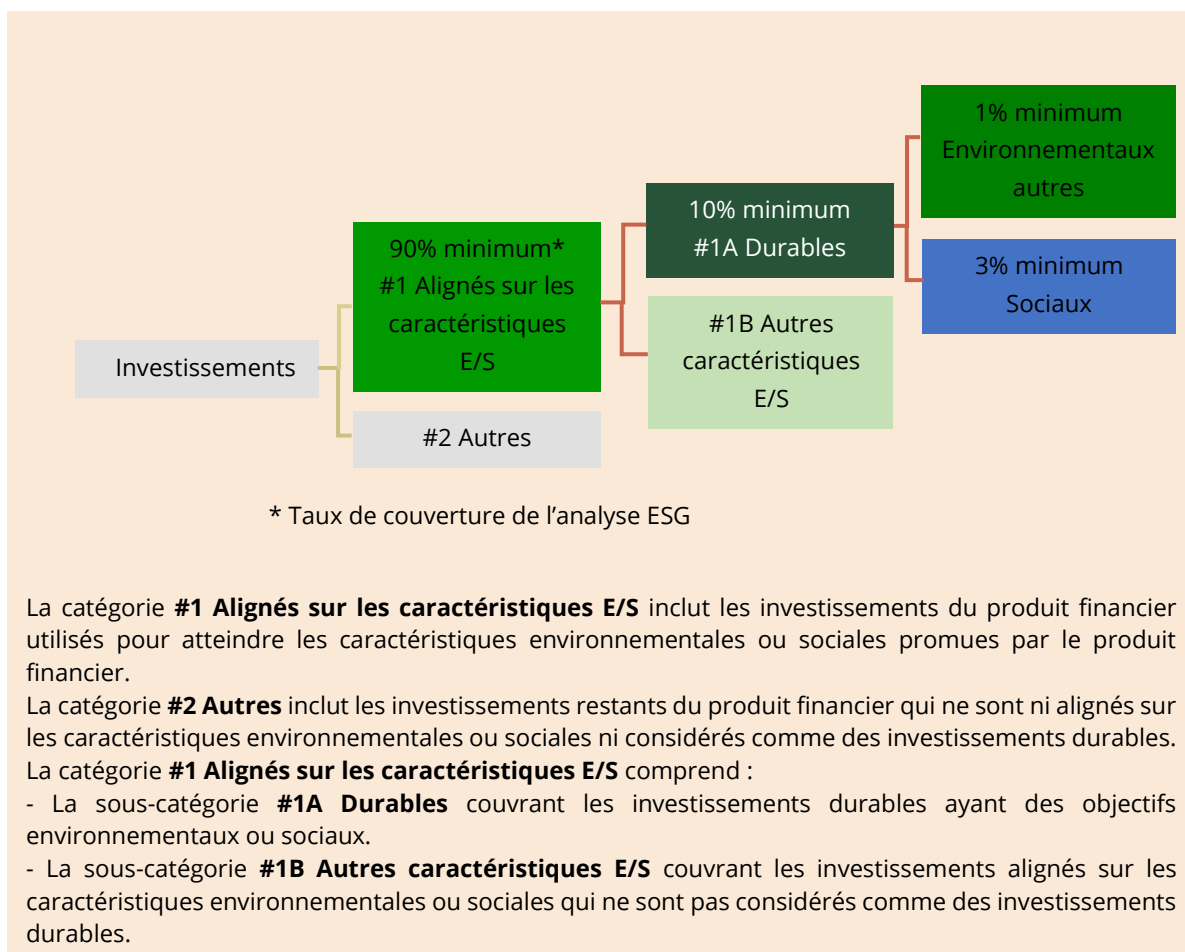 1% minimum
Environnementaux
autres
10% minimum
#1A Durables
90% minimum*
#1 Alignés sur les
caractéristiques
E/S
3% minimum
Sociaux
#1B Autres
caractéristiques
E/S
Investissements
#2 Autres
* Taux de couverture de l’analyse ESG
La catégorie #1 Alignés sur les caractéristiques E/S inclut les investissements du produit financier
utilisés pour atteindre les caractéristiques environnementales ou sociales promues par le produit
financier.
La catégorie #2 Autres inclut les investissements restants du produit financier qui ne sont ni alignés sur
les caractéristiques environnementales ou sociales ni considérés comme des investissements durables.
La catégorie #1 Alignés sur les caractéristiques E/S comprend :
- La sous-catégorie #1A Durables couvrant les investissements durables ayant des objectifs
environnementaux ou sociaux.
- La sous-catégorie #1B Autres caractéristiques E/S couvrant les investissements alignés sur les
caractéristiques environnementales ou sociales qui ne sont pas considérés comme des investissements
durables.